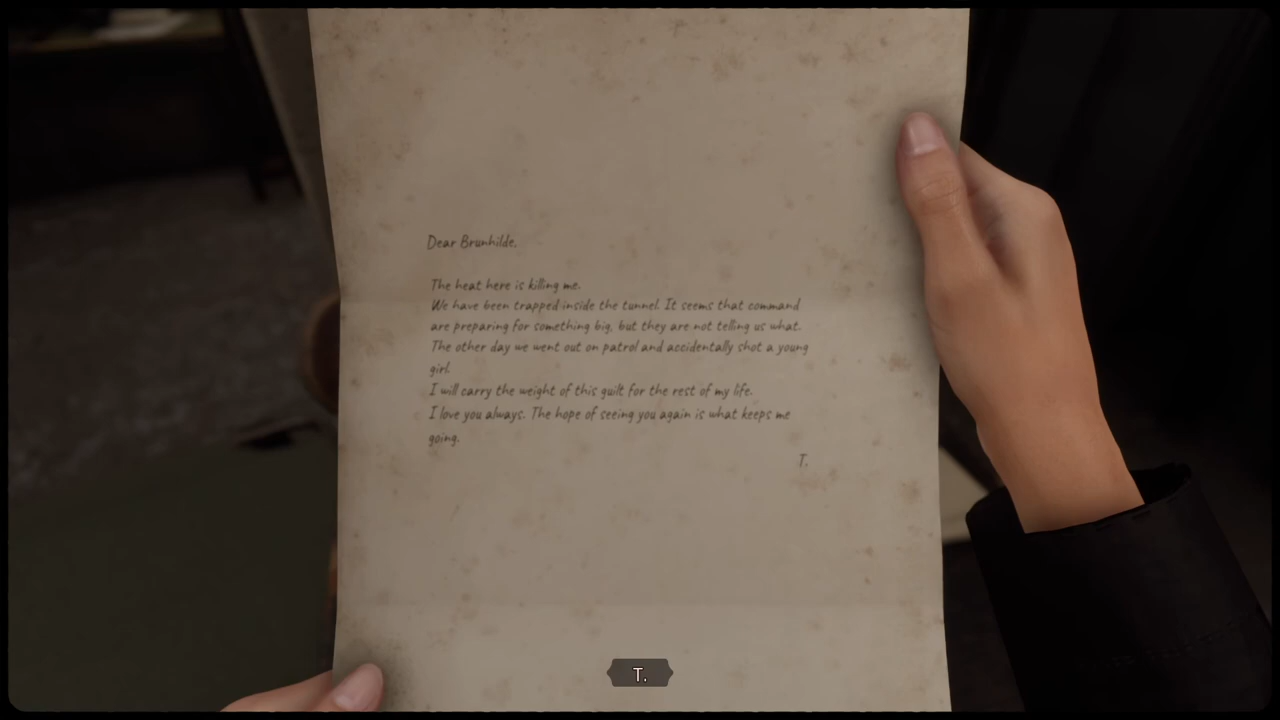 Dear Brunhilde.
The heat here is killing me.
We have been trapped inside the tunnel. It seems that command
are preparing for something big, but they are not telling us what.
The other day we went out on patrol and accidentally shot a young
girl.
I will carry the weight of this guilt for the rest of my life.
I love you always. The hope of seeing you again is what keeps me
going.
T.
T.